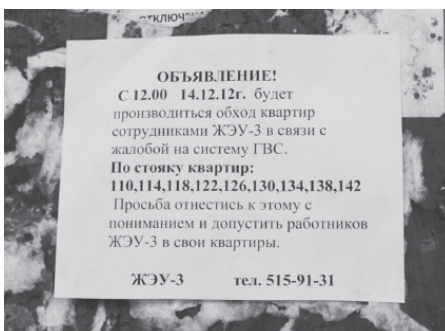 ОТКЛЮЧЕ
ОБЪЯВЛЕНИЕ!
С 12.00 14.12.12г. будет
производиться обход квартир
сотрудниками ЖЭУ-3 в связи с
жалобой на систему ГВС.
По стояку квартир:
110,114,118,122,126,130,134,138,142
Просьба отнестись к этому с
пониманием и допустить работников
ЖЭУ-3 в свои квартиры.
ЖЭУ-3 тел. 515-91-31